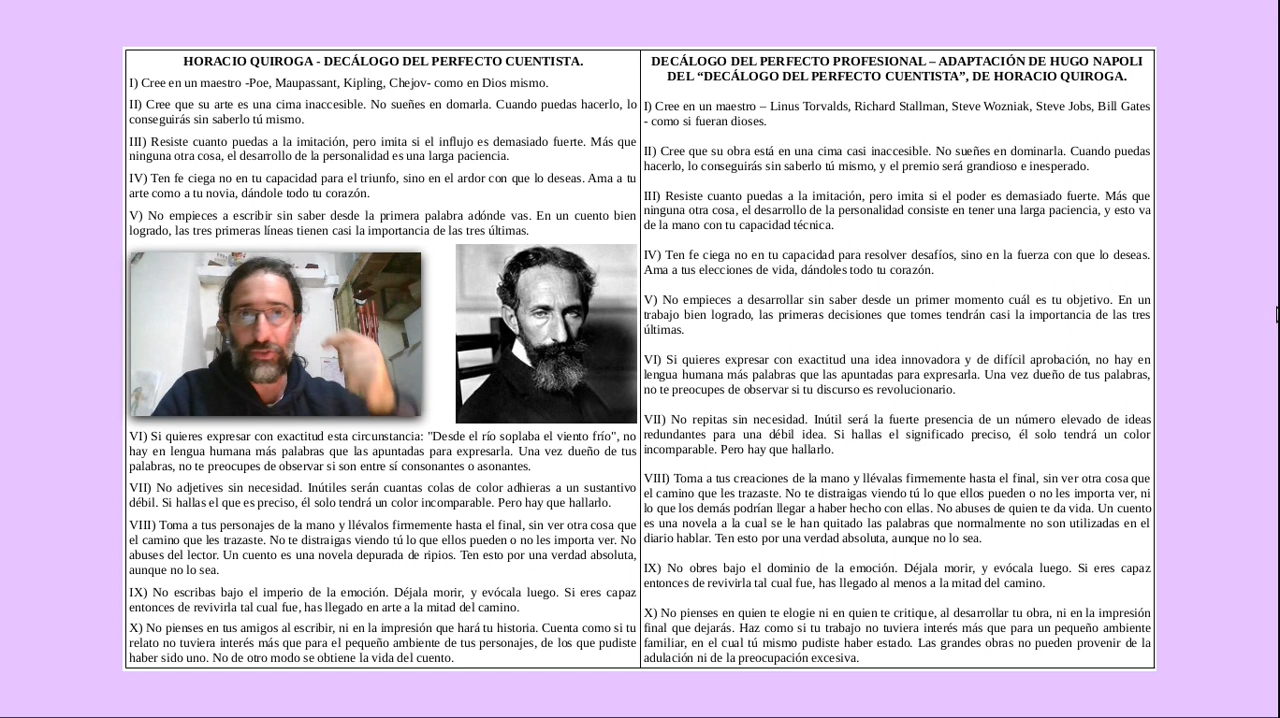 HORACIO QUIROGA - DECÁLOGO DEL PERFECTO CUENTISTA.
I) Cree en un maestro -Poe, Maupassant, Kipling, Chejov- como en Dios mismo.
II) Cree que su arte es una cima inaccesible. No sueñes en domarla. Cuando puedas hacerlo, lo
conseguirás sin saberlo tú mismo.
III) Resiste cuanto puedas a la imitación, pero imita si el influjo es demasiado fuerte. Más que
ninguna otra cosa, el desarrollo de la personalidad es una larga paciencia.
IV) Ten fe ciega no en tu capacidad para el triunfo, sino en el ardor con que lo deseas. Ama a tu
arte como a tu novia, dándole todo tu corazón.
V) No empieces a escribir sin saber desde la primera palabra adónde vas. En un cuento bien
logrado, las tres primeras líneas tienen casi la importancia de las tres últimas.
VI) Si quieres expresar con exactitud esta circunstancia: "Desde el río soplaba el viento frío", no
hay en lengua humana más palabras que las apuntadas para expresarla. Una vez dueño de tus
palabras, no te preocupes de observar si son entre sí consonantes o asonantes.
VII) No adjetives sin necesidad. Inútiles serán cuantas colas de color adhieras a un sustantivo
débil. Si hallas el que es preciso, él solo tendrá un color incomparable. Pero hay que hallarlo.
VIII) Toma a tus personajes de la mano y llévalos firmemente hasta el final, sin ver otra cosa que
el camino que les trazaste. No te distraigas viendo tú lo que ellos pueden o no les importa ver. No
abuses del lector. Un cuento es una novela depurada de ripios. Ten esto por una verdad absoluta,
aunque no lo sea.
IX) No escribas bajo el imperio de la emoción. Déjala morir, y evócala luego. Si eres capaz
entonces de revivirla tal cual fue, has llegado en arte a la mitad del camino.
X) No pienses en tus amigos al escribir, ni en la impresión que hará tu historia. Cuenta como si tu
relato no tuviera interés más que para el pequeño ambiente de tus personajes, de los que pudiste
haber sido uno. No de otro modo se obtiene la vida del cuento.
DECÁLOGO DEL PERFECTO PROFESIONAL – ADAPTACIÓN DE HUGO NAPOLI
DEL “DECÁLOGO DEL PERFECTO CUENTISTA”, DE HORACIO QUIROGA.
I) Cree en un maestro – Linus Torvalds, Richard Stallman, Steve Wozniak, Steve Jobs, Bill Gates
- como si fueran dioses.
II) Cree que su obra está en una cima casi inaccesible. No sueñes en dominarla. Cuando puedas
hacerlo, lo conseguirás sin saberlo tú mismo, y el premio será grandioso e inesperado.
III) Resiste cuanto puedas a la imitación, pero imita si el poder es demasiado fuerte. Más que
ninguna otra cosa, el desarrollo de la personalidad consiste en tener una larga paciencia, y esto va
de la mano con tu capacidad técnica.
IV) Ten fe ciega no en tu capacidad para resolver desafíos, sino en la fuerza con que lo deseas.
Ama a tus elecciones de vida, dándoles todo tu corazón.
V) No empieces a desarrollar sin saber desde un primer momento cuál es tu objetivo. En un
trabajo bien logrado, las primeras decisiones que tomes tendrán casi la importancia de las tres
últimas.
VI) Si quieres expresar con exactitud una idea innovadora y de difícil aprobación, no hay en
lengua humana más palabras que las apuntadas para expresarla. Una vez dueño de tus palabras,
no te preocupes de observar si tu discurso es revolucionario.
VII) No repitas sin necesidad. Inútil será la fuerte presencia de un número elevado de ideas
redundantes para una débil idea. Si hallas el significado preciso, él solo tendrá un color
incomparable. Pero hay que hallarlo.
VIII) Toma a tus creaciones de la mano y llévalas firmemente hasta el final, sin ver otra cosa que
el camino que les trazaste. No te distraigas viendo tú lo que ellos pueden o no les importa ver, ni
lo que los demás podrían llegar a haber hecho con ellas. No abuses de quien te da vida. Un cuento
es una novela a la cual se le han quitado las palabras que normalmente no son utilizadas en el
diario hablar. Ten esto por una verdad absoluta, aunque no lo sea.
IX) No obres bajo el dominio de la emoción. Déjala morir, y evócala luego. Si eres capaz
entonces de revivirla tal cual fue, has llegado al menos a la mitad del camino.
X) No pienses en quien te elogie ni en quien te critique, al desarrollar tu obra, ni en la impresión
final que dejarás. Haz como si tu trabajo no tuviera interés más que para un pequeño ambiente
familiar, en el cual tú mismo pudiste haber estado. Las grandes obras no pueden provenir de la
adulación ni de la preocupación excesiva.